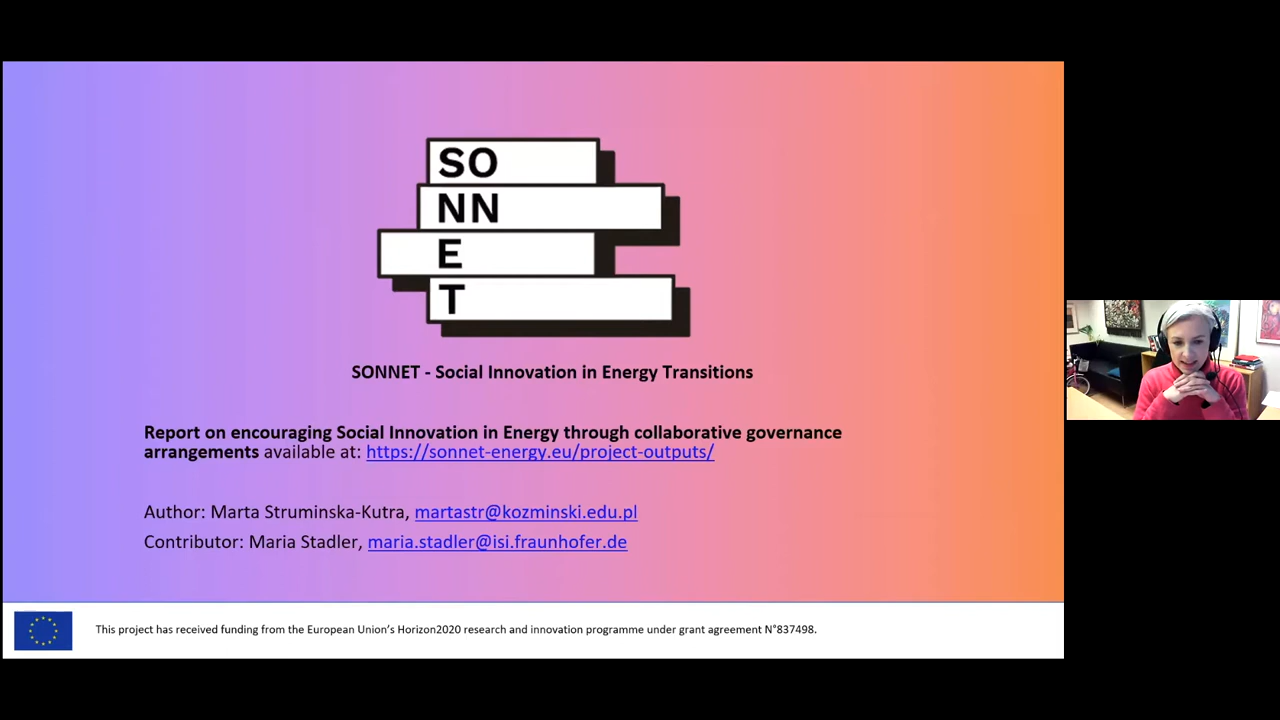 SO
NN
E
T
SONNET - Social Innovation in Energy Transitions
Report on encouraging Social Innovation in Energy through collaborative governance
arrangements available at: https://sonnet-energy.eu/project-outputs/
Author: Marta Struminska-Kutra, martastr@kozminski.edu.pl
Contributor: Maria Stadler, maria.stadler@isi.fraunhofer.de
This project has received funding from the European Union's Horizon2020 research and innovation programme under grant agreement N°837498.